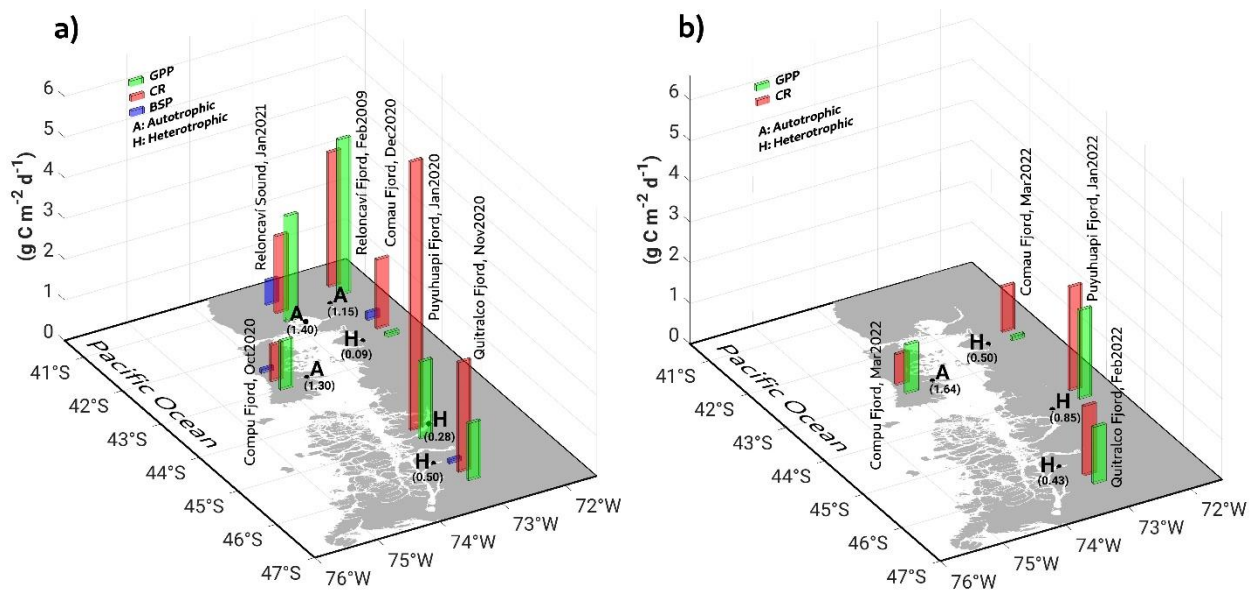 a)
GPP
CR
BSP
A: Autotrophic
H: Heterotrophic
(g C m⁻² d⁻¹)
6
5
4
3
2
1
0
Reloncaví Sound, Jan2021
Reloncaví Fjord, Feb2009
Comau Fjord, Dec2020
Puyuhuapi Fjord, Jan2020
Quitralco Fjord, Nov2020
Compu Fjord, Oct2020
A
(1.40)
A
(1.15)
H
(0.09)
A
(1.30)
H
(0.28)
H
(0.50)
Pacific Ocean
41°S
42°S
43°S
44°S
45°S
46°S
47°S
76°W
75°W
74°W
73°W
72°W
b)
GPP
CR
A: Autotrophic
H: Heterotrophic
(g C m⁻² d⁻¹)
6
5
4
3
2
1
0
Comau Fjord, Mar2022
Puyuhuapi Fjord, Jan2022
Quitralco Fjord, Feb2022
Compu Fjord, Mar2022
H
(0.50)
A
(1.64)
H
(0.85)
H
(0.43)
Pacific Ocean
41°S
42°S
43°S
44°S
45°S
46°S
47°S
76°W
75°W
74°W
73°W
72°W